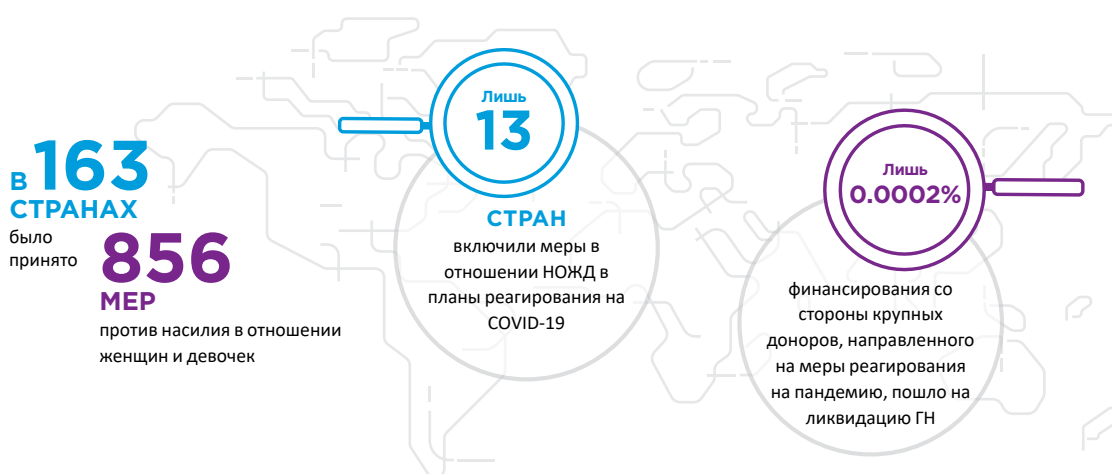 В 163
СТРАНАХ
было
принято
856
МЕР
против насилия в отношении
женщин и девочек
Лишь
13
СТРАН
включили меры в
отношении НОЖД в
планы реагирования на
COVID-19
Лишь
0.0002%
финансирования со
стороны крупных
доноров, направленного
на меры реагирования
на пандемию, пошло на
ликвидацию ГН